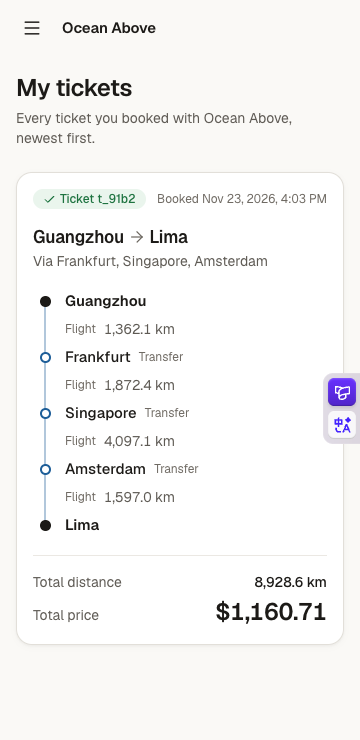 Ocean Above
My tickets
Every ticket you booked with Ocean Above,
newest first.
Ticket t_91b2
Booked Nov 23, 2026, 4:03 PM
Guangzhou → Lima
Via Frankfurt, Singapore, Amsterdam
Guangzhou
Flight 1,362.1 km
Frankfurt Transfer
Flight 1,872.4 km
Singapore Transfer
Flight 4,097.1 km
Amsterdam Transfer
Flight 1,597.0 km
Lima
Total distance 8,928.6 km
Total price $1,160.71
中A